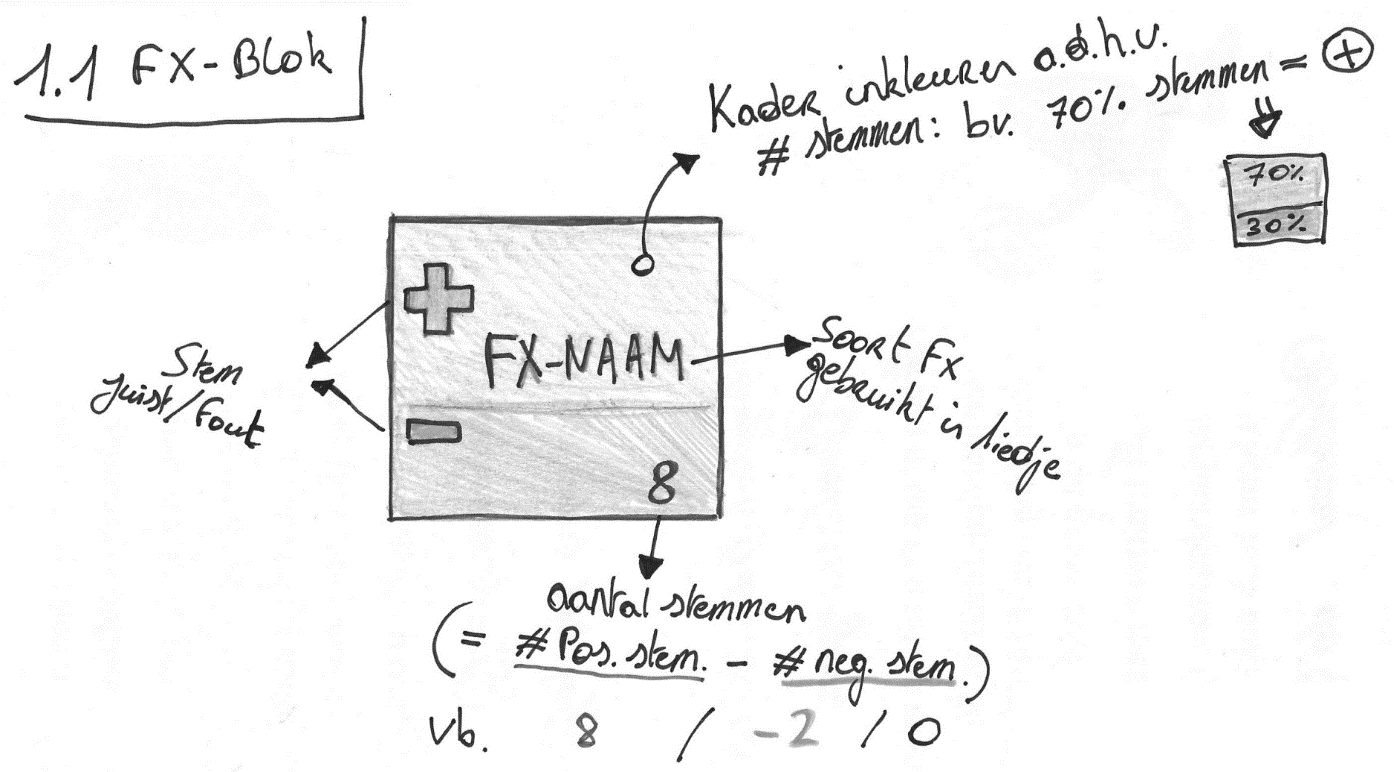 1.1 FX-Blok
Kader inkleuren a.d.h.v.
# stemmen: bv. 70% stemmen = +
70%
30%
+
FX-NAAM
-
8
Stem
juist/Fout
Soort FX
gebruikt in liedje
aantal stemmen
(= # Pos. stem. - # neg. stem.)
vb. 8 / -2 / 0